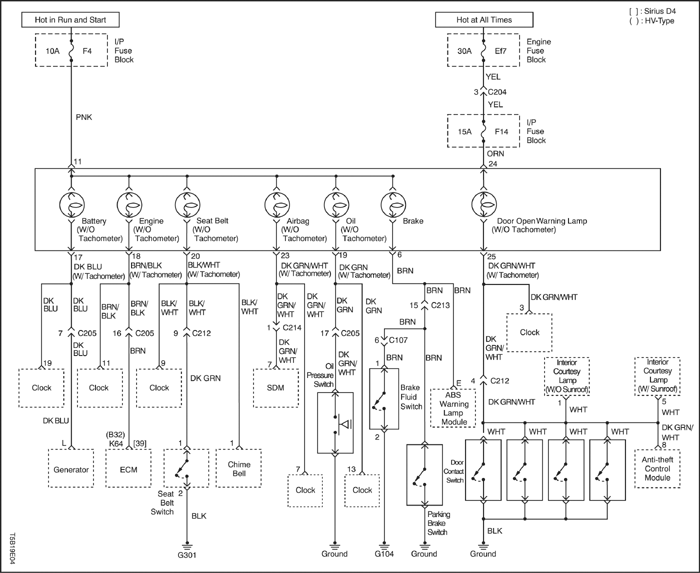 Hot in Run and Start
Hot at All Times
[ ] : Sirius D4
( ) : HV-Type
10A F4
I/P
Fuse
Block
30A Ef7
Engine
Fuse
Block
YEL
3 C204
YEL
PNK
15A F14
I/P
Fuse
Block
ORN
11
24
Battery
(W/O
Tachometer)
Engine
(W/O
Tachometer)
Seat Belt
(W/O
Tachometer)
Airbag
(W/O
Tachometer)
Oil
(W/O
Tachometer)
Brake
Door Open Warning Lamp
(W/O Tachometer)
17
18
20
23
19
6
25
DK BLU
(W/ Tachometer)
BRN/BLK
(W/ Tachometer)
BLK/WHT
(W/ Tachometer)
DK GRN/WHT
(W/ Tachometer)
DK GRN
(W/ Tachometer)
BRN
DK GRN/WHT
(W/ Tachometer)
DK
BLU
DK
BLU
BRN/
BLK
BRN/
BLK
BLK/
WHT
BLK/
WHT
BLK/
WHT
DK
GRN/
WHT
DK
GRN/
WHT
DK
GRN
DK
GRN
BRN
BRN
15 C213
3
DK GRN/WHT
Clock
7 C205
16 C205
9 C212
1 C214
17 C205
BRN
6 C107
DK
BLU
BRN
DK GRN
DK
GRN/
WHT
DK
GRN/
WHT
BRN
BRN
DK
GRN/
WHT
19
Clock
11
Clock
9
Clock
7
SDM
Oil
Pressure
Switch
1
Brake
Fluid
Switch
2
E
ABS
Warning
Lamp
Module
4 C212
DK GRN/WHT
Interior
Courtesy
Lamp
(W/O Sunroof)
1
WHT
Interior
Courtesy
Lamp
(W/ Sunroof)
5
WHT
DK GRN/
WHT
8
Anti-theft
Control
Module
WHT
WHT
WHT
WHT
DK BLU
L
Generator
(B32)
K64 [39]
ECM
1
2
Seat
Belt
Switch
1
Chime
Bell
7
Clock
13
Clock
Door
Contact
Switch
Parking
Brake
Switch
BLK
BLK
G301
Ground
G104
Ground
Ground
T5B19E04